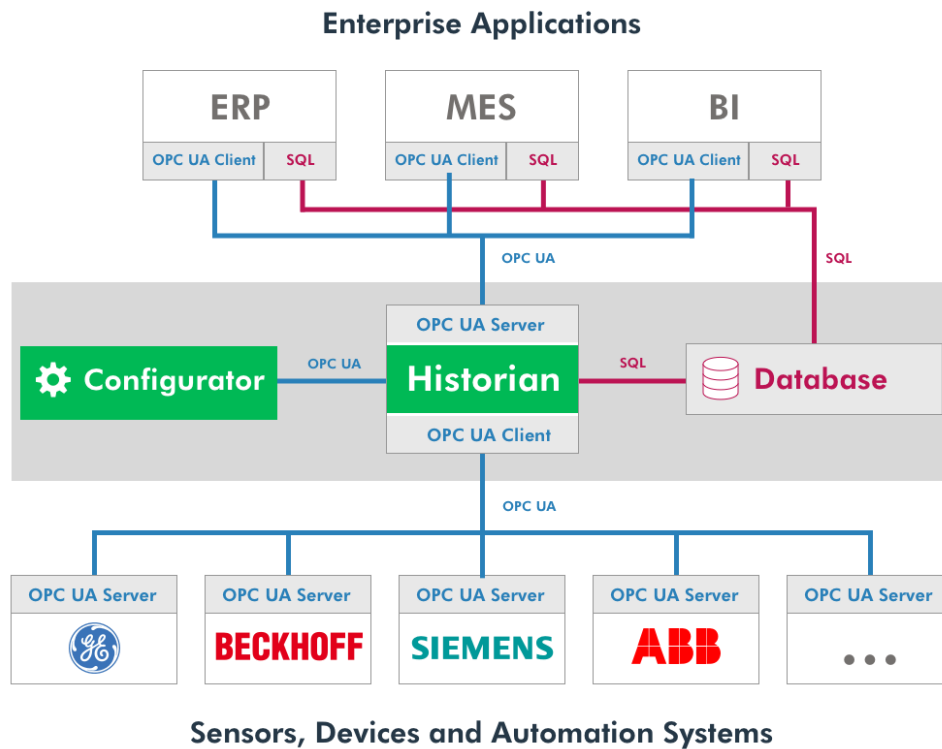 Enterprise Applications
ERP
MES
BI
OPC UA Client
SQL
OPC UA Client
SQL
OPC UA Client
SQL
OPC UA
SQL
OPC UA Server
Configurator
OPC UA
Historian
SQL
Database
OPC UA Client
OPC UA
OPC UA Server
OPC UA Server
OPC UA Server
OPC UA Server
OPC UA Server
GE
BECKHOFF
SIEMENS
ABB
...
Sensors, Devices and Automation Systems